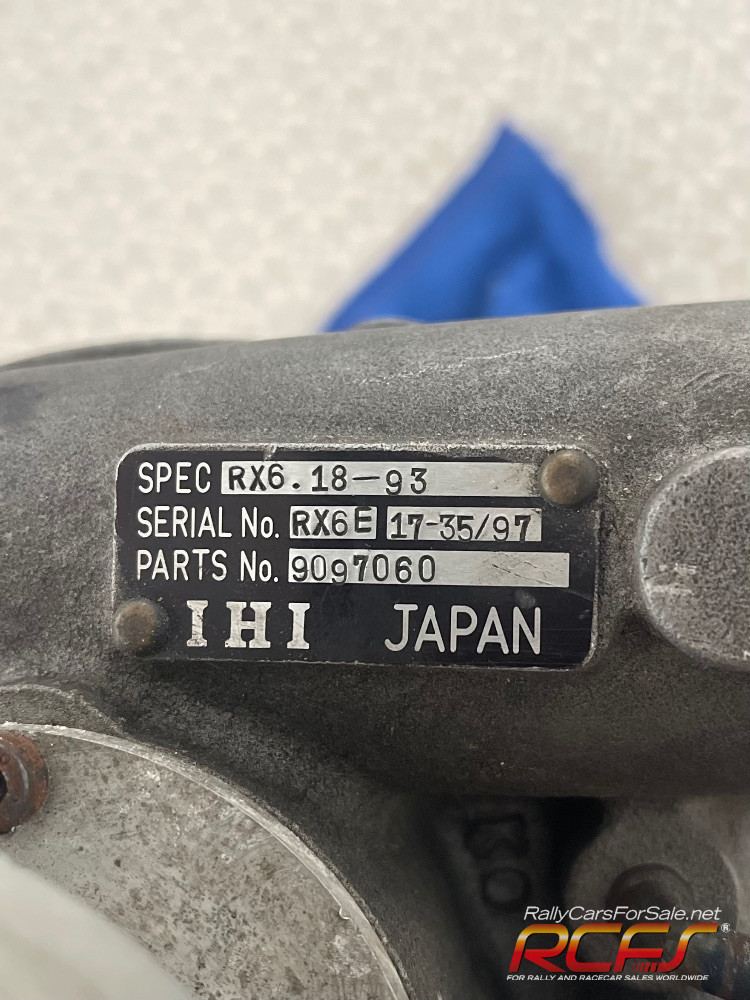 SPEC RX6.18-93
SERIAL No. RX6E 17-35/97
PARTS No. 9097060
IHI JAPAN
RallyCarsForSale.net
RCFS®
FOR RALLY AND RACECAR SALES WORLDWIDE